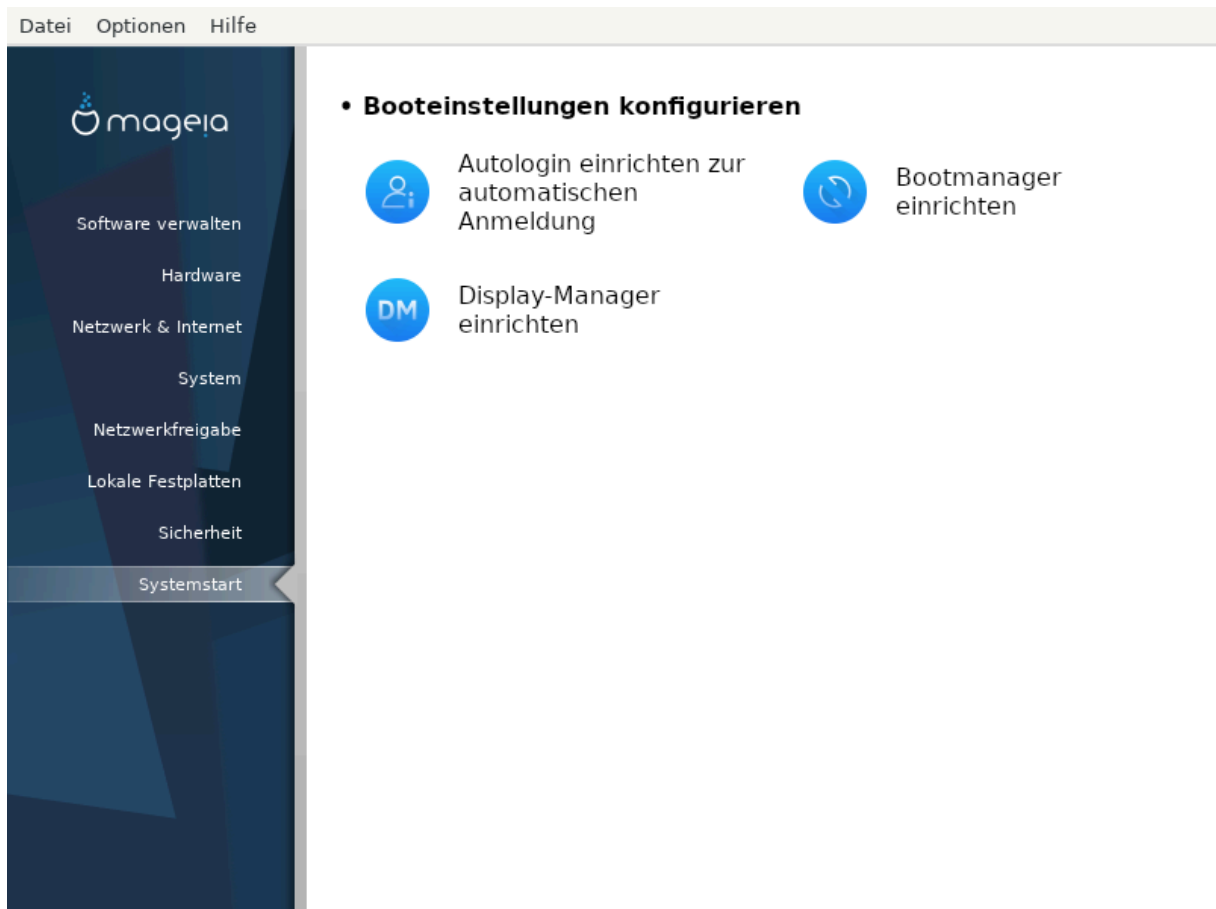 Datei Optionen Hilfe
mageia
Software verwalten
Hardware
Netzwerk & Internet
System
Netzwerkfreigabe
Lokale Festplatten
Sicherheit
Systemstart
• Booteinstellungen konfigurieren
Autologin einrichten zur
automatischen
Anmeldung
Bootmanager
einrichten
DM
Display-Manager
einrichten